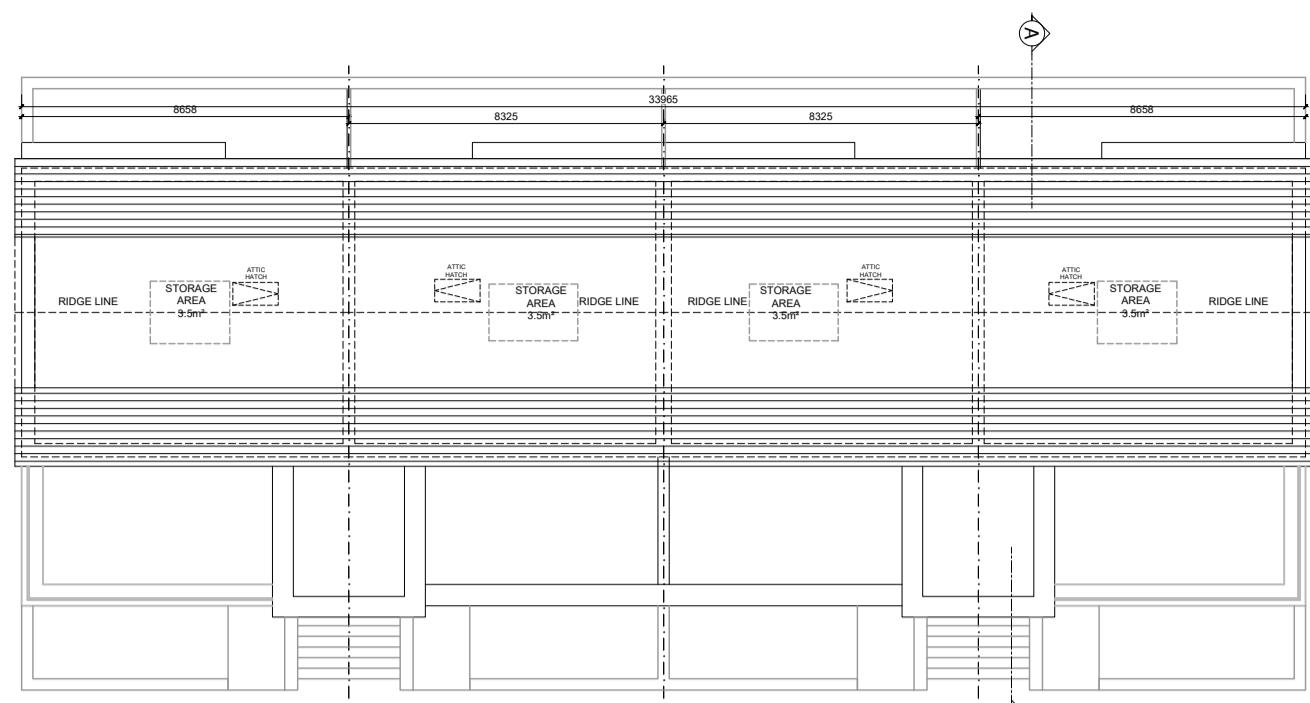 A
33965
8658
8325
8325
8658
ATTIC
HATCH
ATTIC
HATCH
ATTIC
HATCH
ATTIC
HATCH
RIDGE LINE
STORAGE
AREA
3.5m²
STORAGE
AREA
3.5m²
RIDGE LINE
RIDGE LINE
STORAGE
AREA
3.5m²
STORAGE
AREA
3.5m²
RIDGE LINE